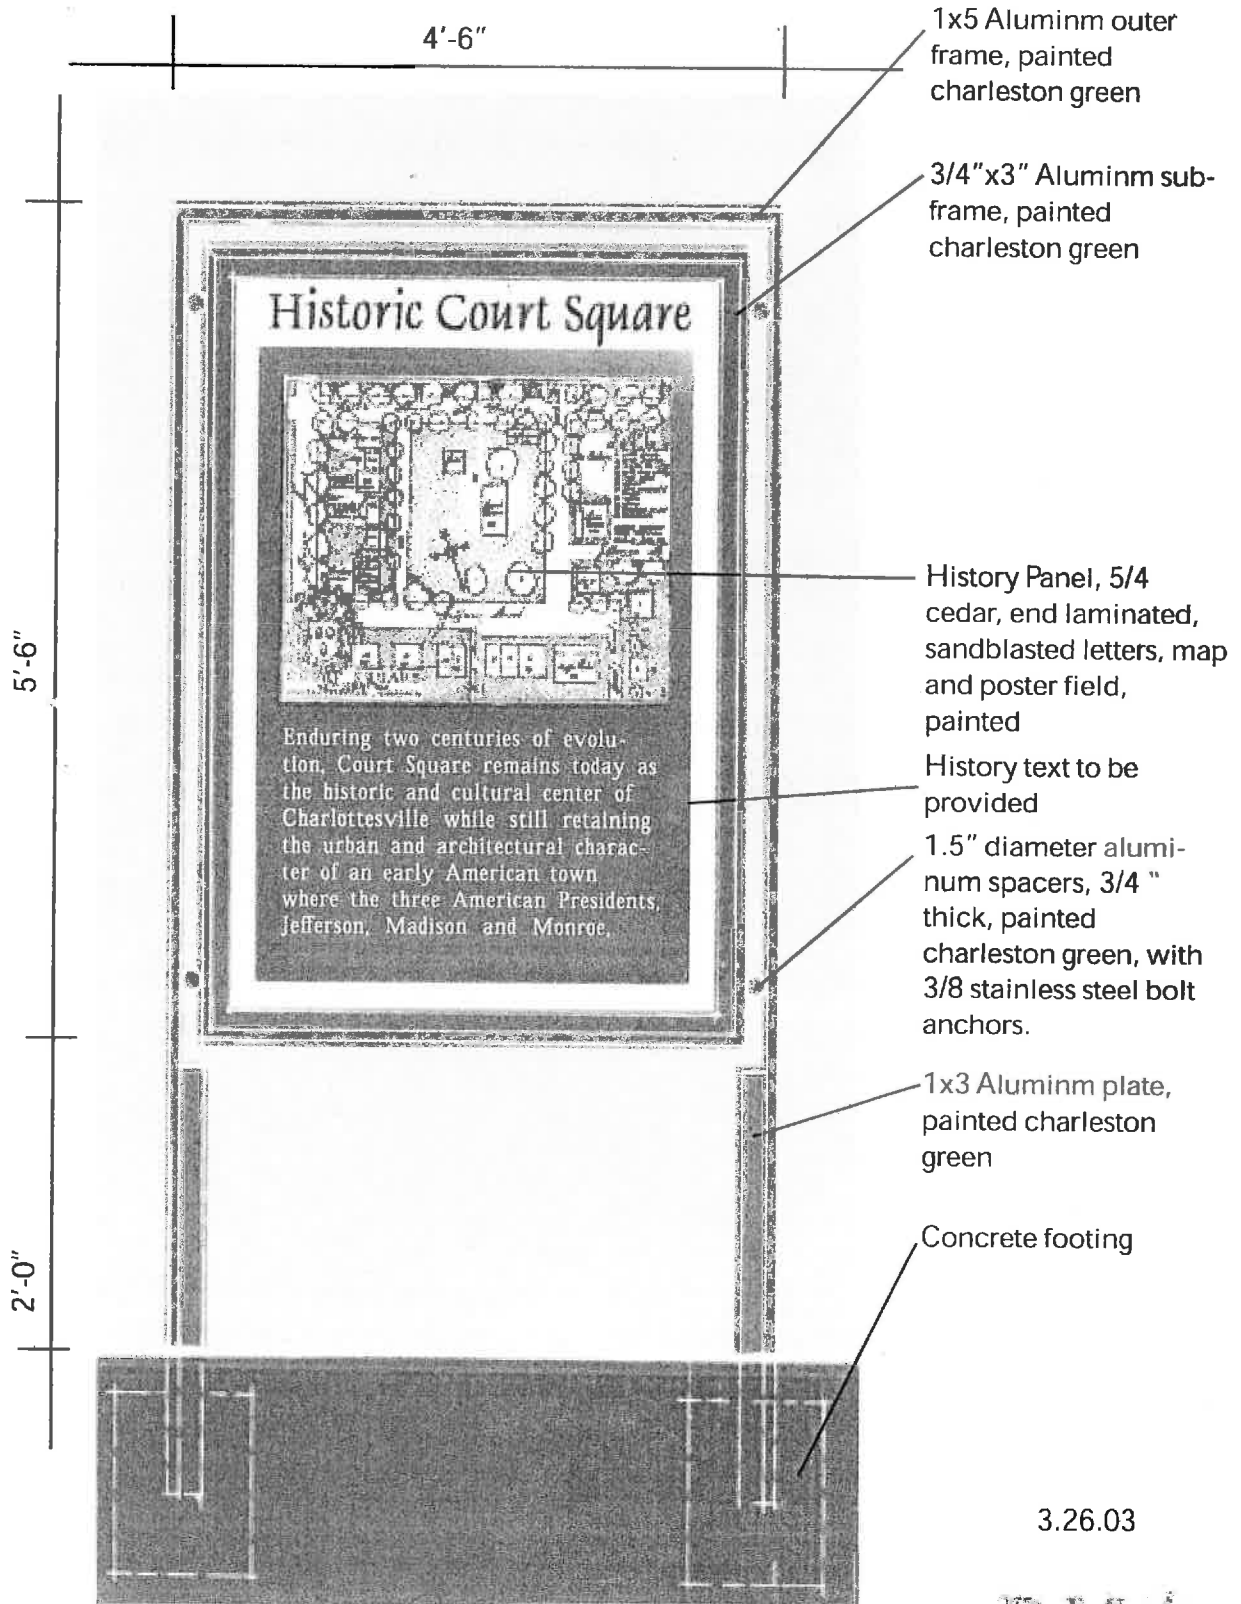 4'-6"
1x5 Aluminm outer
frame, painted
charleston green
3/4"x3" Aluminm sub-
frame, painted
charleston green
Historic Court Square
5'-6"
History Panel, 5/4
cedar, end laminated,
sandblasted letters, map
and poster field,
painted
Enduring two centuries of evolu-
tion, Court Square remains today as
the historic and cultural center of
Charlottesville while still retaining
the urban and architectural charac-
ter of an early American town
where the three American Presidents,
Jefferson, Madison and Monroe,
History text to be
provided
1.5" diameter alumi-
num spacers, 3/4 "
thick, painted
charleston green, with
3/8 stainless steel bolt
anchors.
1x3 Aluminm plate,
painted charleston
green
2'-0"
Concrete footing
3.26.03